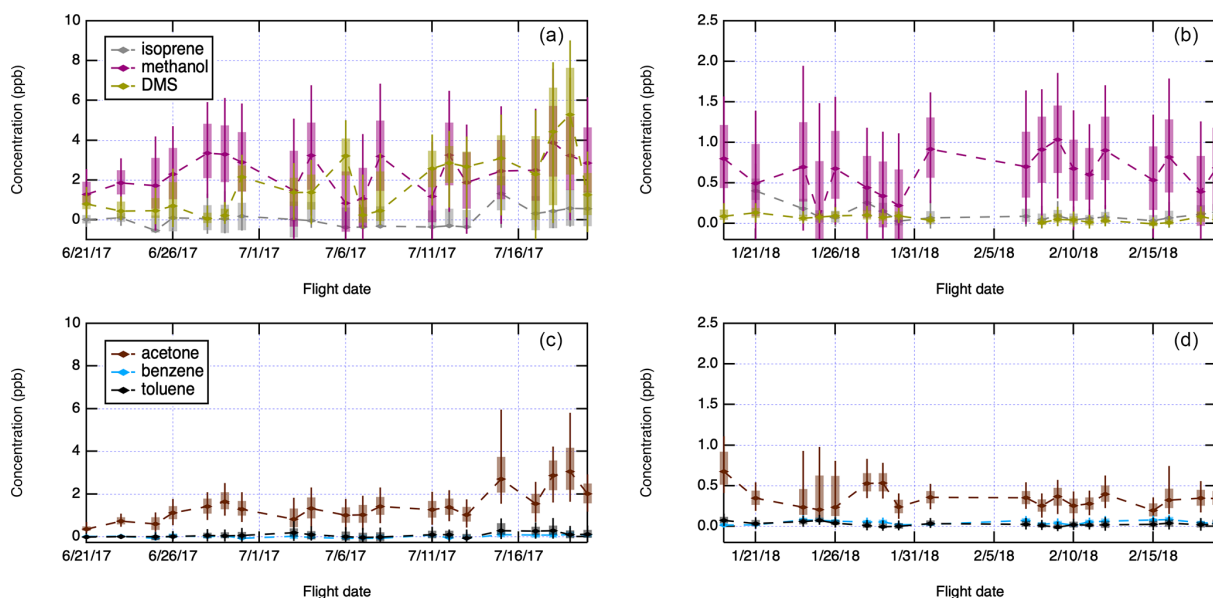 (a)
10
8
6
4
2
0
Concentration (ppb)
isoprene
methanol
DMS
6/21/17 6/26/17 7/1/17 7/6/17 7/11/17 7/16/17
Flight date
(b)
2.5
2.0
1.5
1.0
0.5
0.0
Concentration (ppb)
1/21/18 1/26/18 1/31/18 2/5/18 2/10/18 2/15/18
Flight date
(c)
10
8
6
4
2
0
Concentration (ppb)
acetone
benzene
toluene
6/21/17 6/26/17 7/1/17 7/6/17 7/11/17 7/16/17
Flight date
(d)
2.5
2.0
1.5
1.0
0.5
0.0
Concentration (ppb)
1/21/18 1/26/18 1/31/18 2/5/18 2/10/18 2/15/18
Flight date